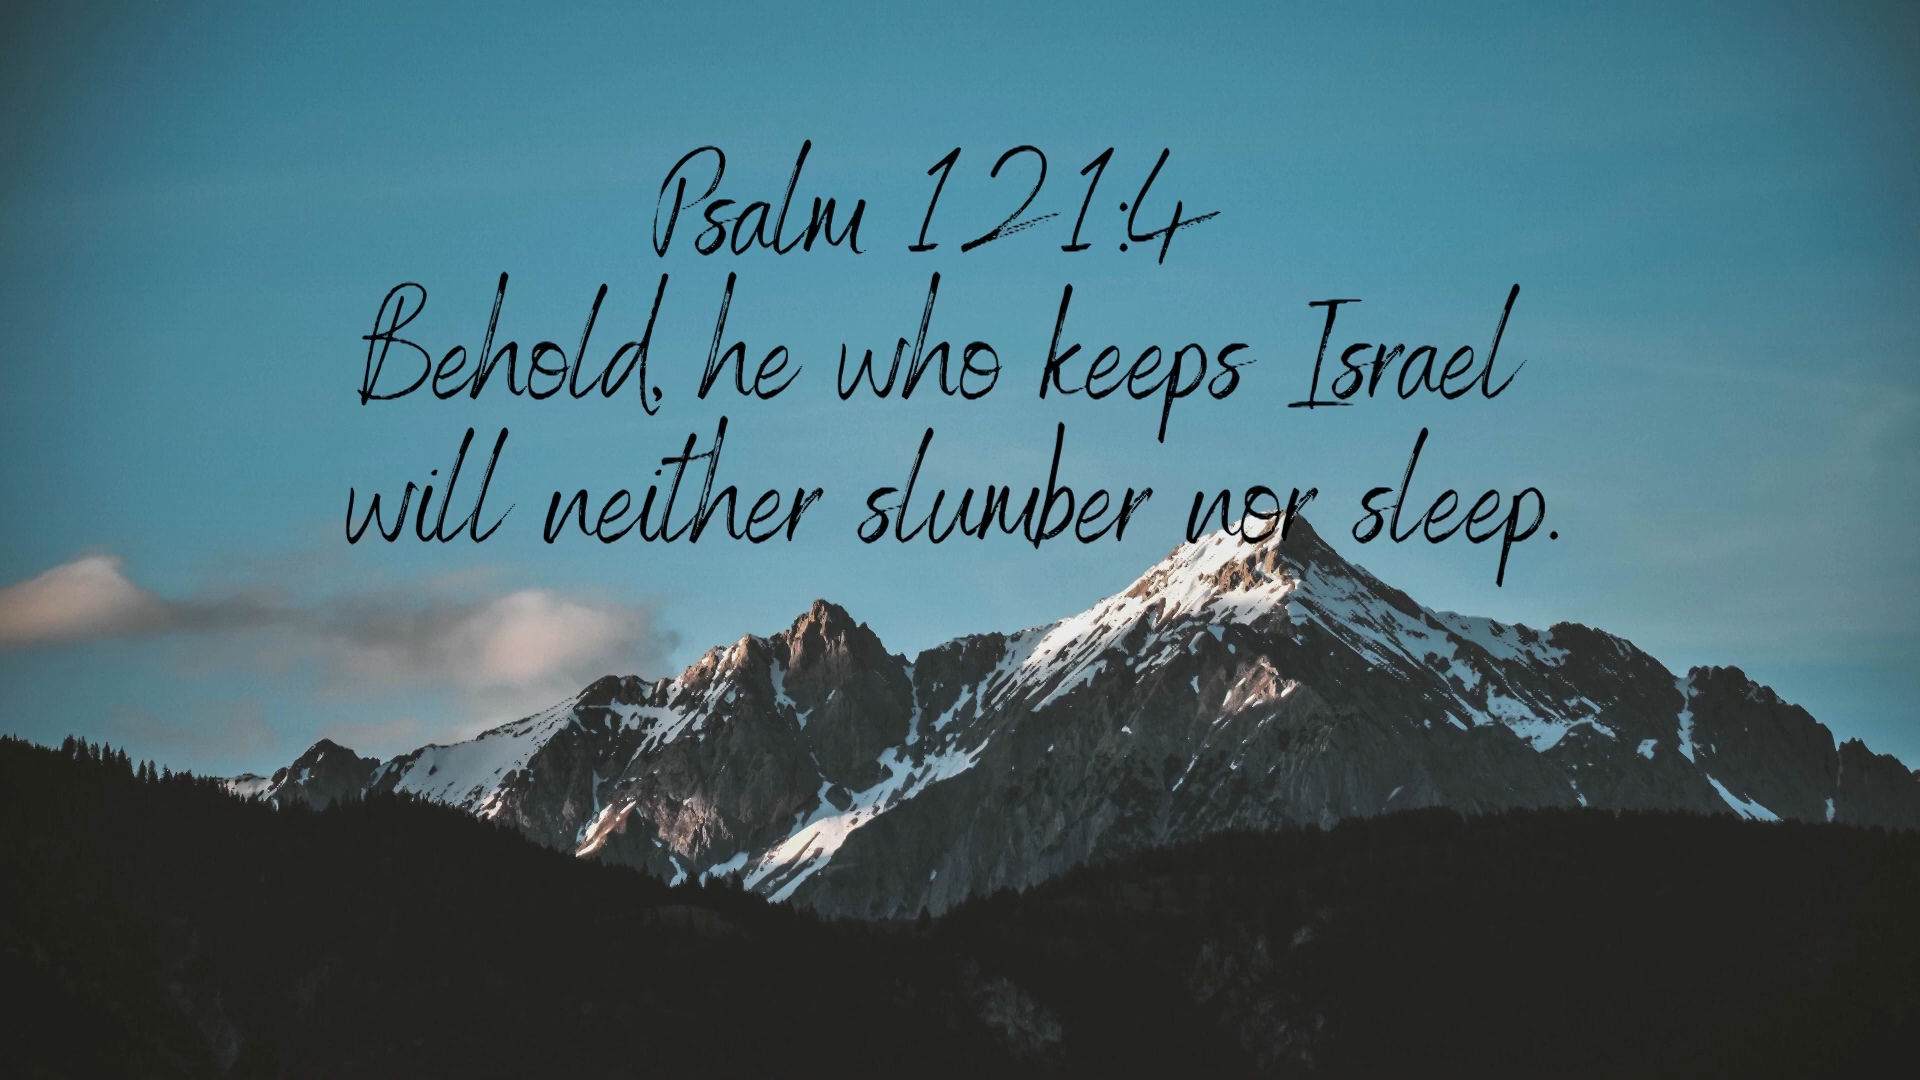 Psalm 121:4
Behold, he who keeps Israel
will neither slumber nor sleep.